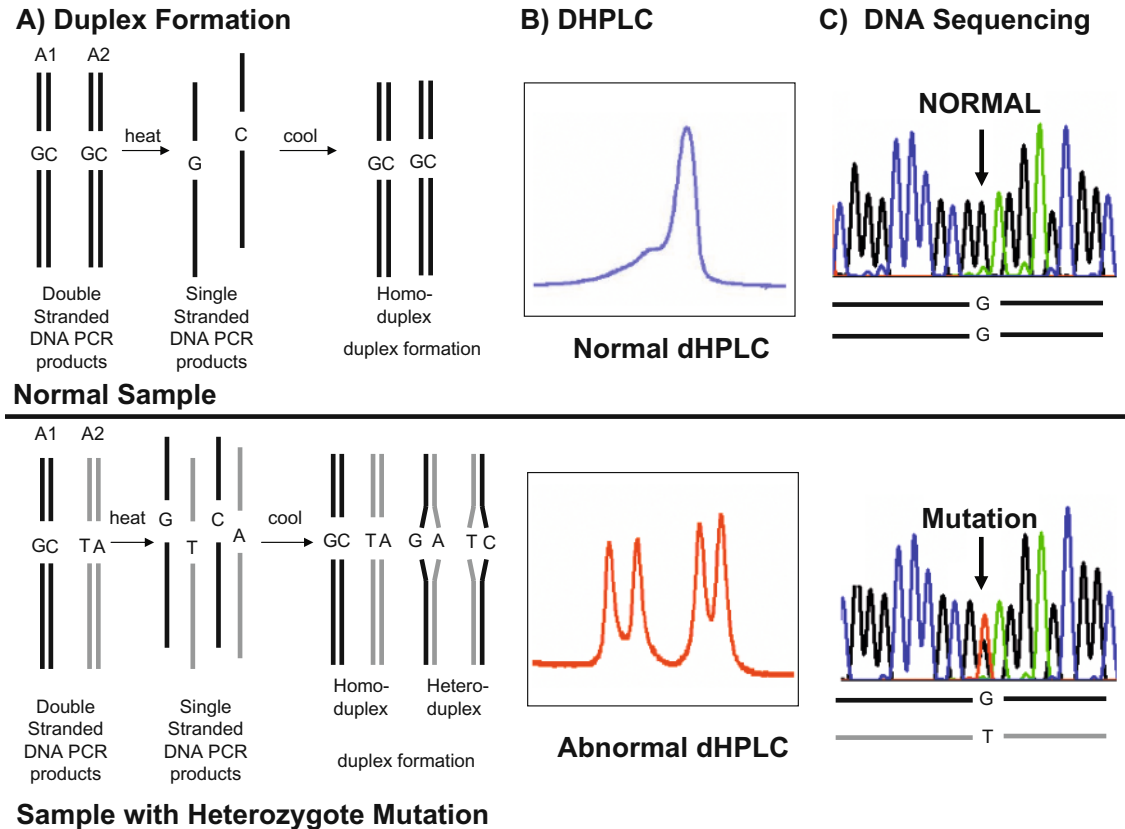 A) Duplex Formation
B) DHPLC
C) DNA Sequencing
A1 A2
heat
cool
GC GC
G
C
GC GC
Double
Stranded
DNA PCR
products
Single
Stranded
DNA PCR
products
Homo-
duplex
duplex formation
Normal dHPLC
NORMAL
G
G
Normal Sample
A1 A2
heat
cool
GC TA
G
T
C
A
GC TA G A T C
Double
Stranded
DNA PCR
products
Single
Stranded
DNA PCR
products
Homo-
duplex
Hetero-
duplex
duplex formation
Abnormal dHPLC
Mutation
G
T
Sample with Heterozygote Mutation